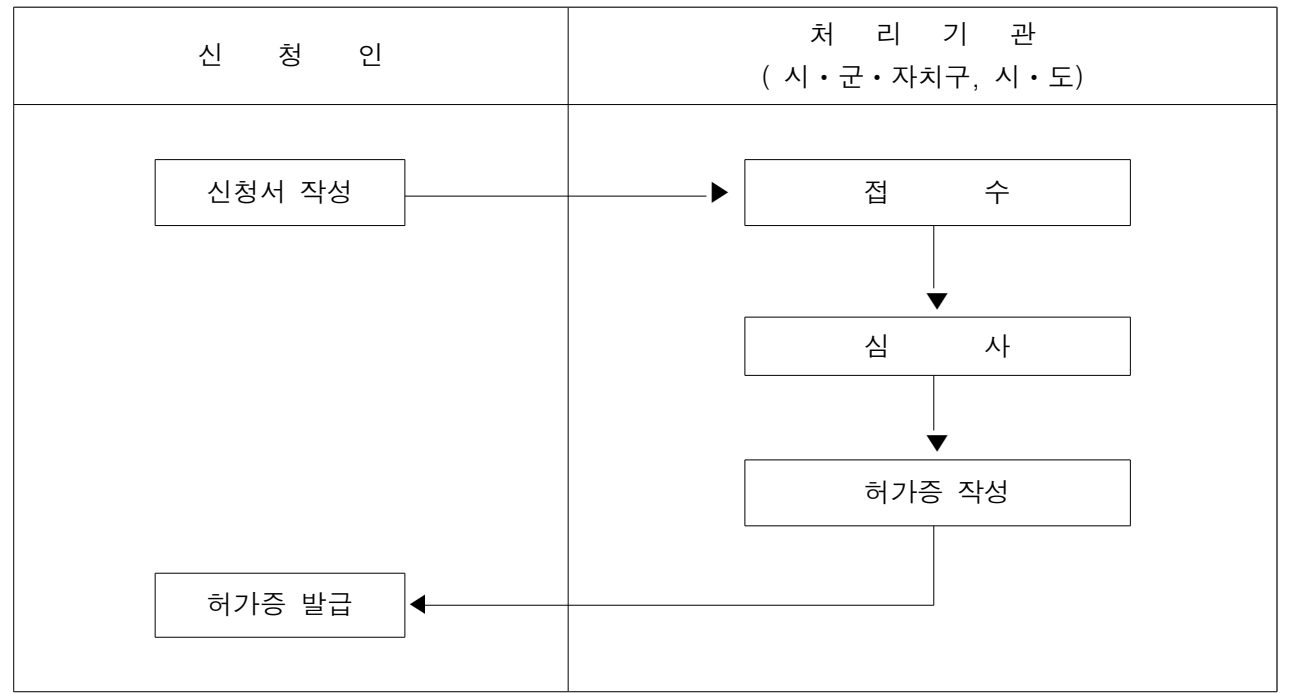 신 청 인
처 리 기 관
( 시·군·자치구, 시·도)
신청서 작성
접 수
심 사
허가증 작성
허가증 발급